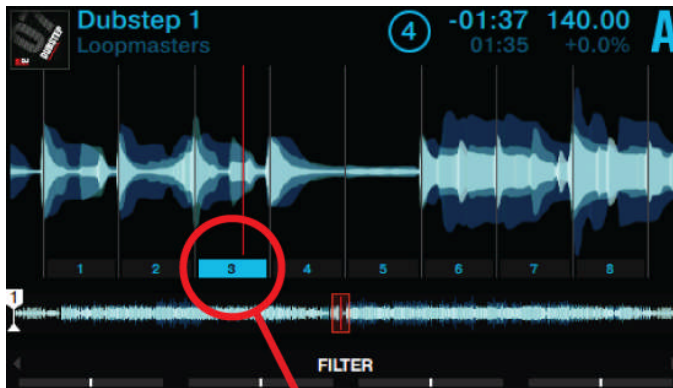 Dubstep 1
Loopmasters
4
-01:37 140.00
01:35 +0.0%
A
DUBSTEP
1 2 3 4 5 6 7 8
1
FILTER